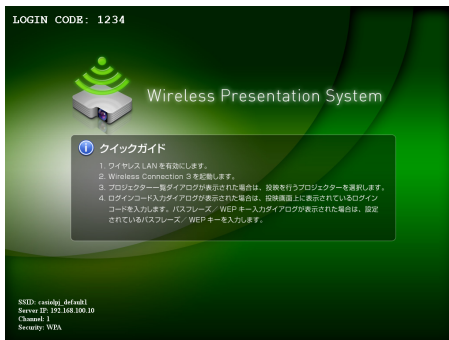 LOGIN CODE: 1234
Wireless Presentation System
クイックガイド
1. ワイヤレス LAN を有効にします。
2. Wireless Connection 3 を起動します。
3. プロジェクター一覧ダイアログが表示された場合は、投映を行うプロジェクターを選択します。
4. ログインコード入力ダイアログが表示された場合は、投映画面上に表示されているログイン
コードを入力します。パスフレーズ／ WEP キー入力ダイアログが表示された場合は、設定
されているパスフレーズ／ WEP キーを入力します。
SSID: casiolpj_default1
Server IP: 192.168.100.10
Channel: 1
Security: WPA